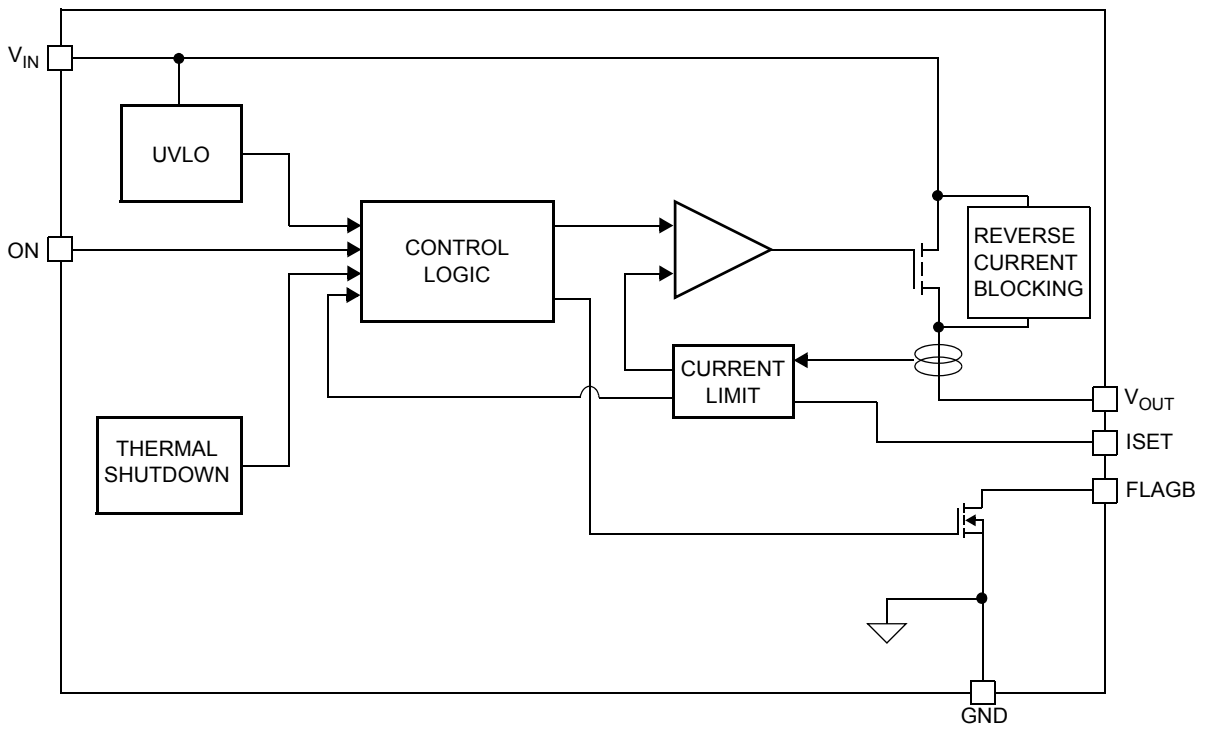 VIN
UVLO
ON
CONTROL
LOGIC
REVERSE
CURRENT
BLOCKING
CURRENT
LIMIT
VOUT
ISET
THERMAL
SHUTDOWN
FLAGB
GND